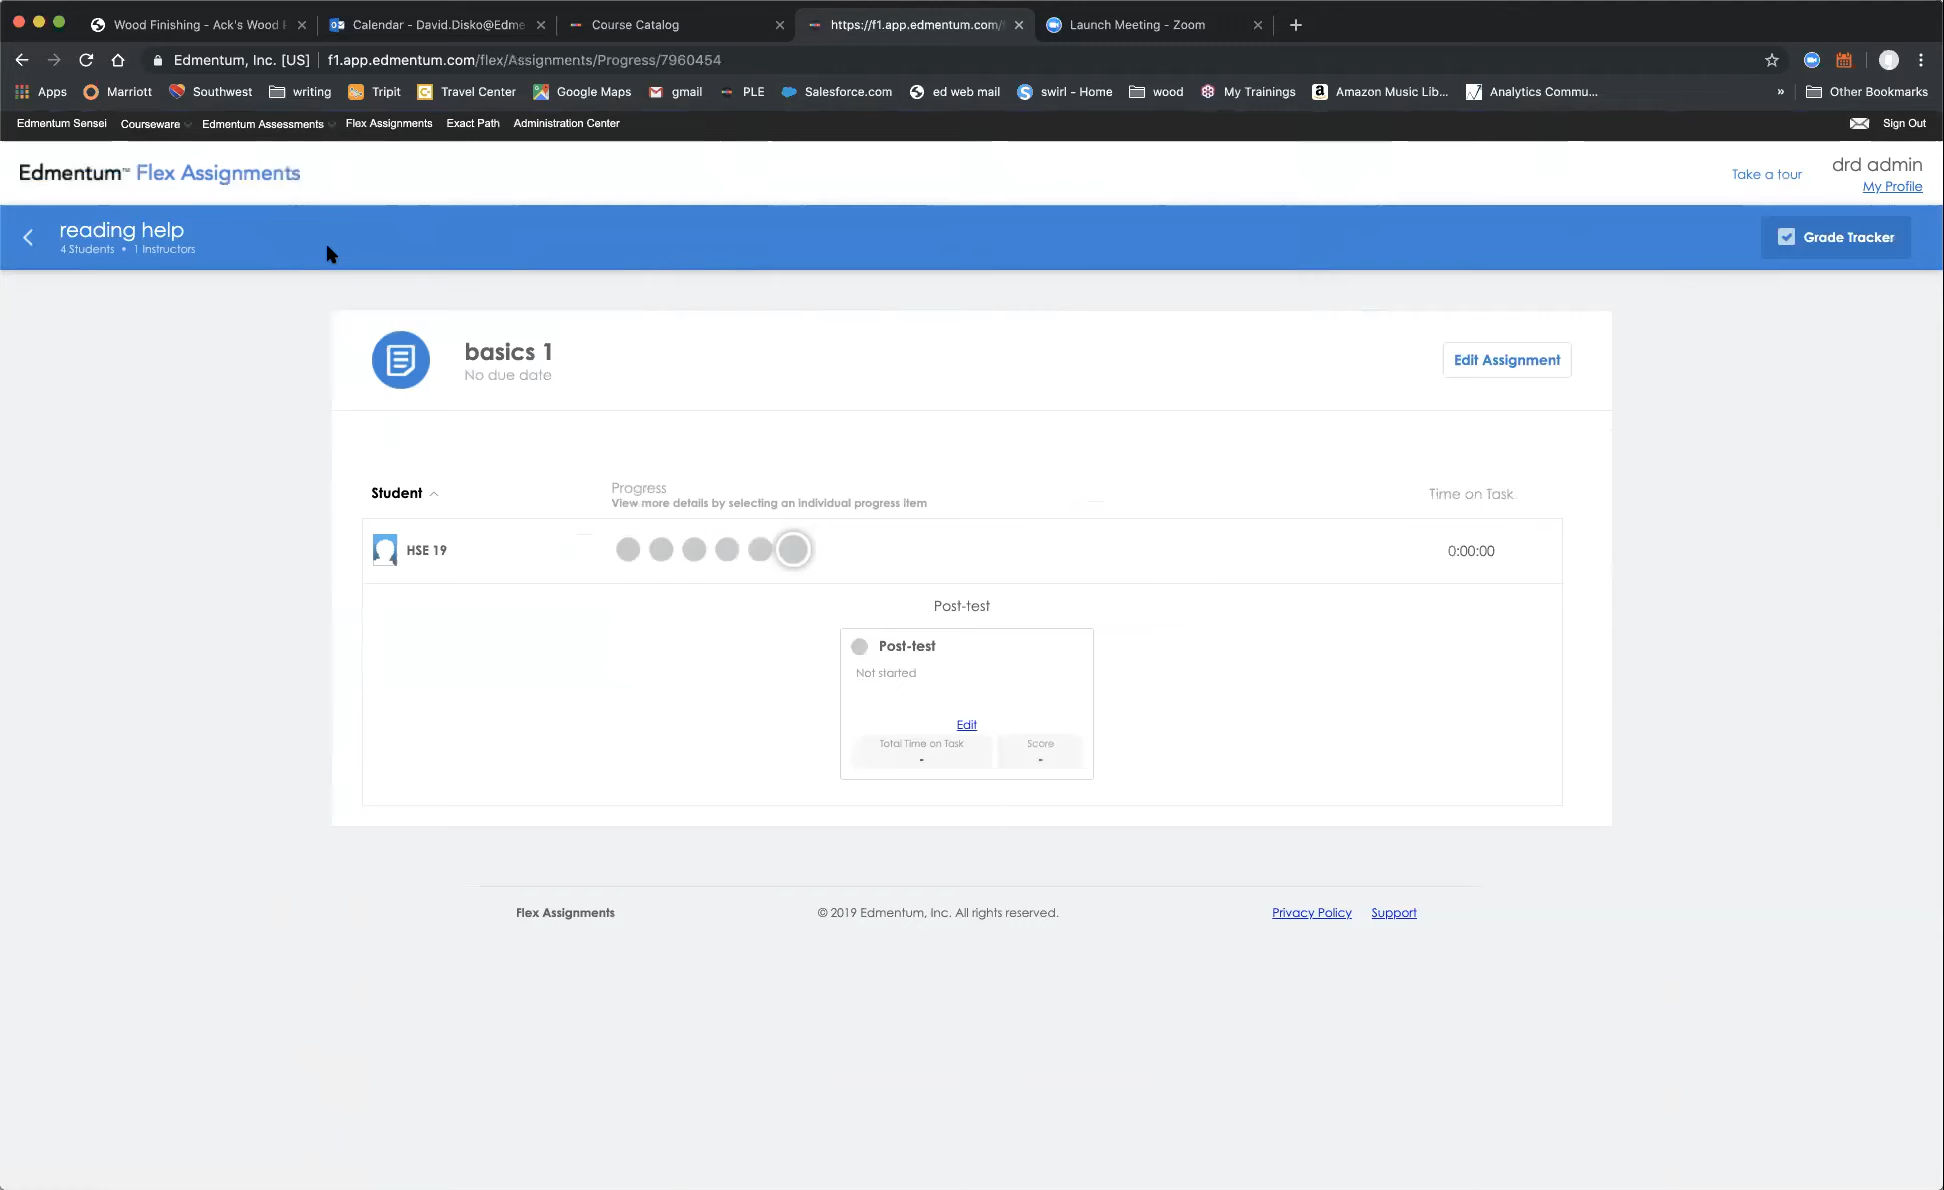 Wood Finishing - Ack's Wood
Calendar - David.Disko@Edme
Course Catalog
https://f1.app.edmentum.com/
Launch Meeting - Zoom
Edmentum, Inc. [US] f1.app.edmentum.com/flex/Assignments/Progress/7960454
Apps Marriott Southwest writing Tripit Travel Center Google Maps gmail PLE Salesforce.com ed web mail swirl - Home wood My Trainings Amazon Music Lib... Analytics Commu... » Other Bookmarks
Edmentum Sensei Courseware Edmentum Assessments Flex Assignments Exact Path Administration Center Sign Out
Edmentum™ Flex Assignments
Take a tour
drd admin
My Profile
reading help
4 Students • 1 Instructors
Grade Tracker
basics 1
No due date
Edit Assignment
Student
Progress
View more details by selecting an individual progress item
Time on Task
HSE 19
0:00:00
Post-test
Post-test
Not started
Edit
Total Time on Task Score
- -
Flex Assignments © 2019 Edmentum, Inc. All rights reserved. Privacy Policy Support